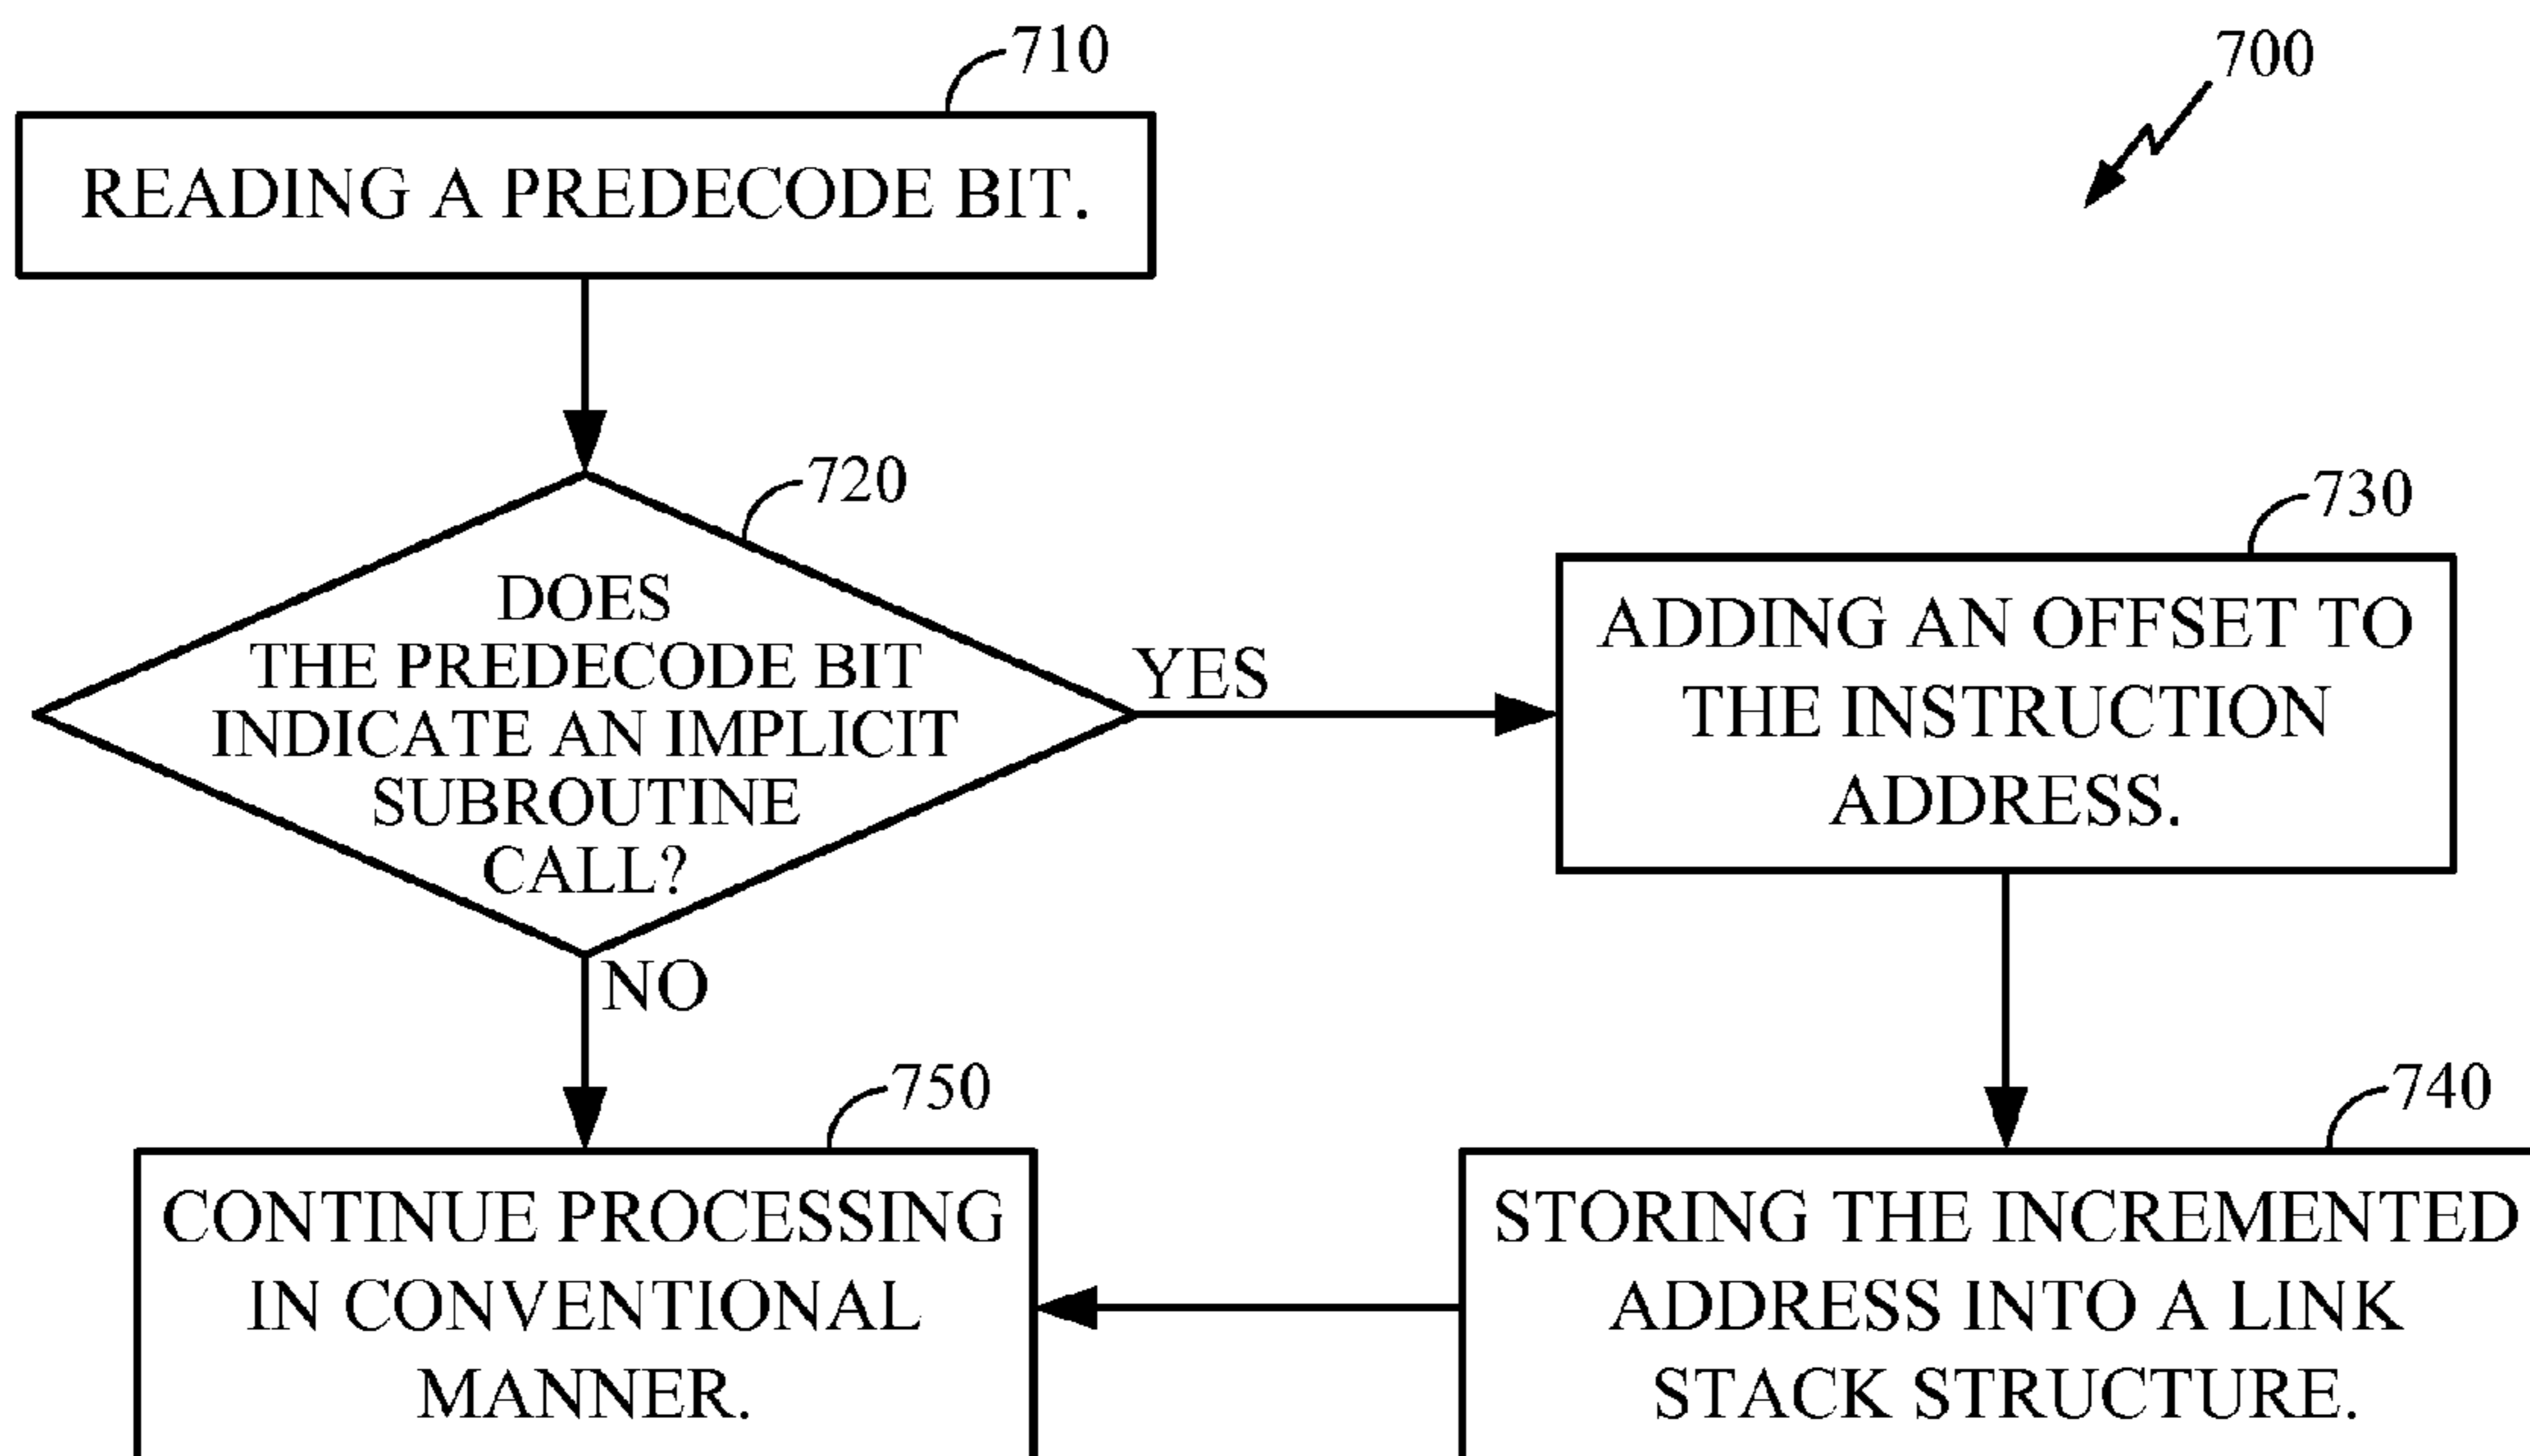 710
700
READING A PREDECODE BIT.
720
730
DOES
THE PREDECODE BIT
INDICATE AN IMPLICIT
SUBROUTINE
CALL?
YES
ADDING AN OFFSET TO
THE INSTRUCTION
ADDRESS.
NO
750
740
CONTINUE PROCESSING
IN CONVENTIONAL
MANNER.
STORING THE INCREMENTED
ADDRESS INTO A LINK
STACK STRUCTURE.